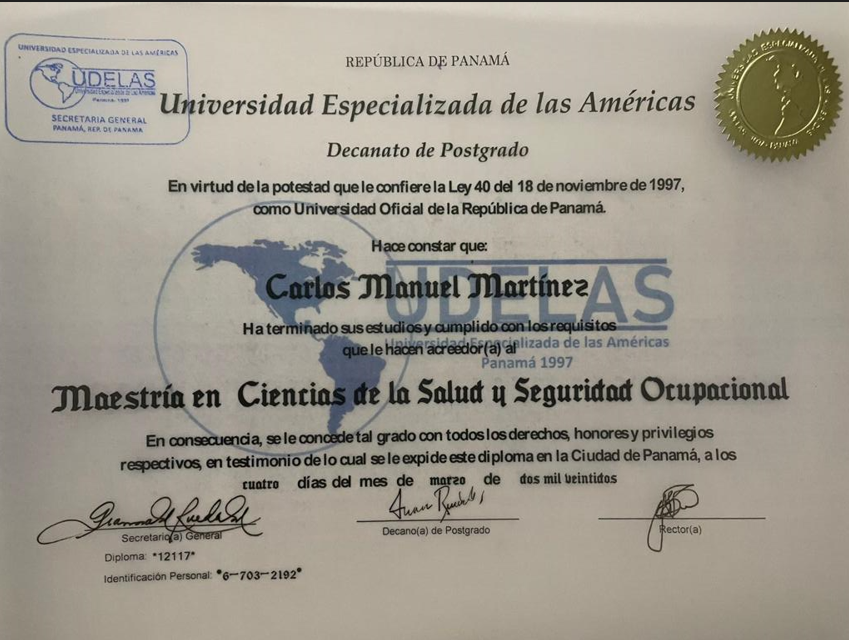 UNIVERSIDAD ESPECIALIZADA DE LAS AMÉRICAS
UDELAS
Universidad Especializada de Las Américas
Panamá, 1997
SECRETARIA GENERAL
PANAMÁ, REP. DE PANAMA
REPÚBLICA DE PANAMÁ
Universidad Especializada de las Américas
Decanato de Postgrado
En virtud de la potestad que le confiere la Ley 40 del 18 de noviembre de 1997,
como Universidad Oficial de la República de Panamá.
Hace constar que:
Carlos Manuel Martínez
UDELAS
Ha terminado sus estudios y cumplido con los requisitos
Universidad Especializada de las Américas
que le hacen acreedor(a) al
Panamá 1997
Maestría en Ciencias de la Salud y Seguridad Ocupacional
En consecuencia, se le concede tal grado con todos los derechos, honores y privilegios
respectivos, en testimonio de lo cual se le expide este diploma en la Ciudad de Panamá, a los
cuatro días del mes de marzo de dos mil veintidos
Secretario(a) General
Decano(a) de Postgrado
Rector(a)
Diploma: *12117*
Identificación Personal: *6-703-2192*